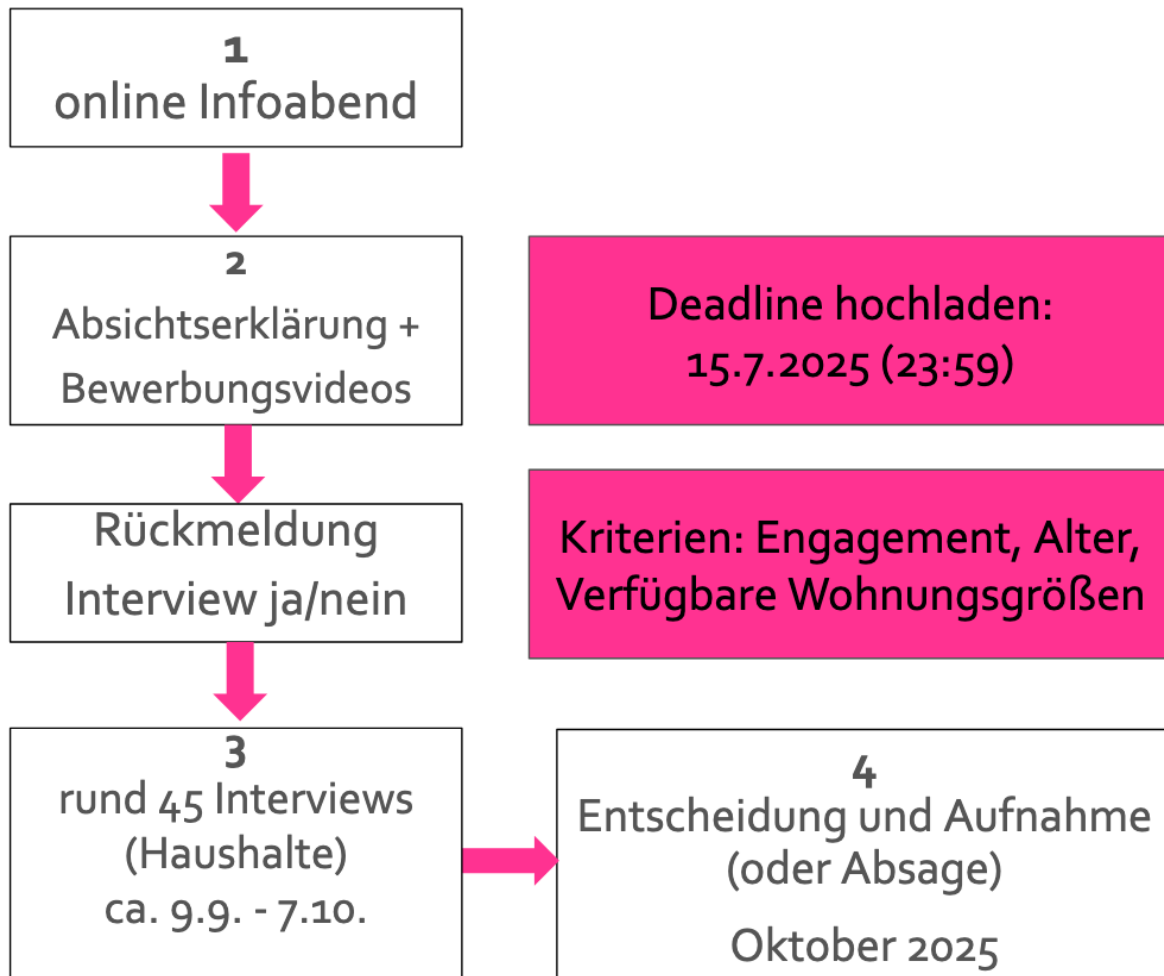 1
online Infoabend
2
Absichtserklärung +
Bewerbungsvideos
Deadline hochladen:
15.7.2025 (23:59)
Rückmeldung
Interview ja/nein
Kriterien: Engagement, Alter,
Verfügbare Wohnungsgrößen
3
rund 45 Interviews
(Haushalte)
ca. 9.9. - 7.10.
4
Entscheidung und Aufnahme
(oder Absage)
Oktober 2025